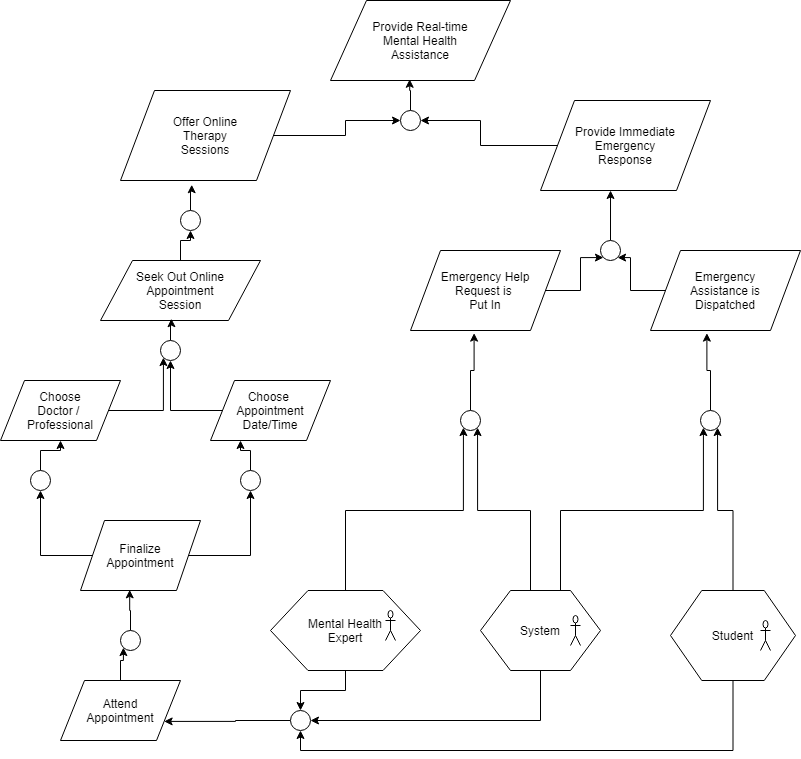 Provide Real-time
Mental Health
Assistance
Offer Online
Therapy
Sessions
Provide Immediate
Emergency
Response
Seek Out Online
Appointment
Session
Emergency Help
Request is
Put In
Emergency
Assistance is
Dispatched
Choose
Doctor /
Professional
Choose
Appointment
Date/Time
Finalize
Appointment
Mental Health
Expert
System
Student
Attend
Appointment